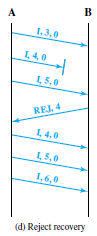 A B
I, 3, 0
I, 4, 0
I, 5, 0
REJ, 4
I, 4, 0
I, 5, 0
I, 6, 0
(d) Reject recovery